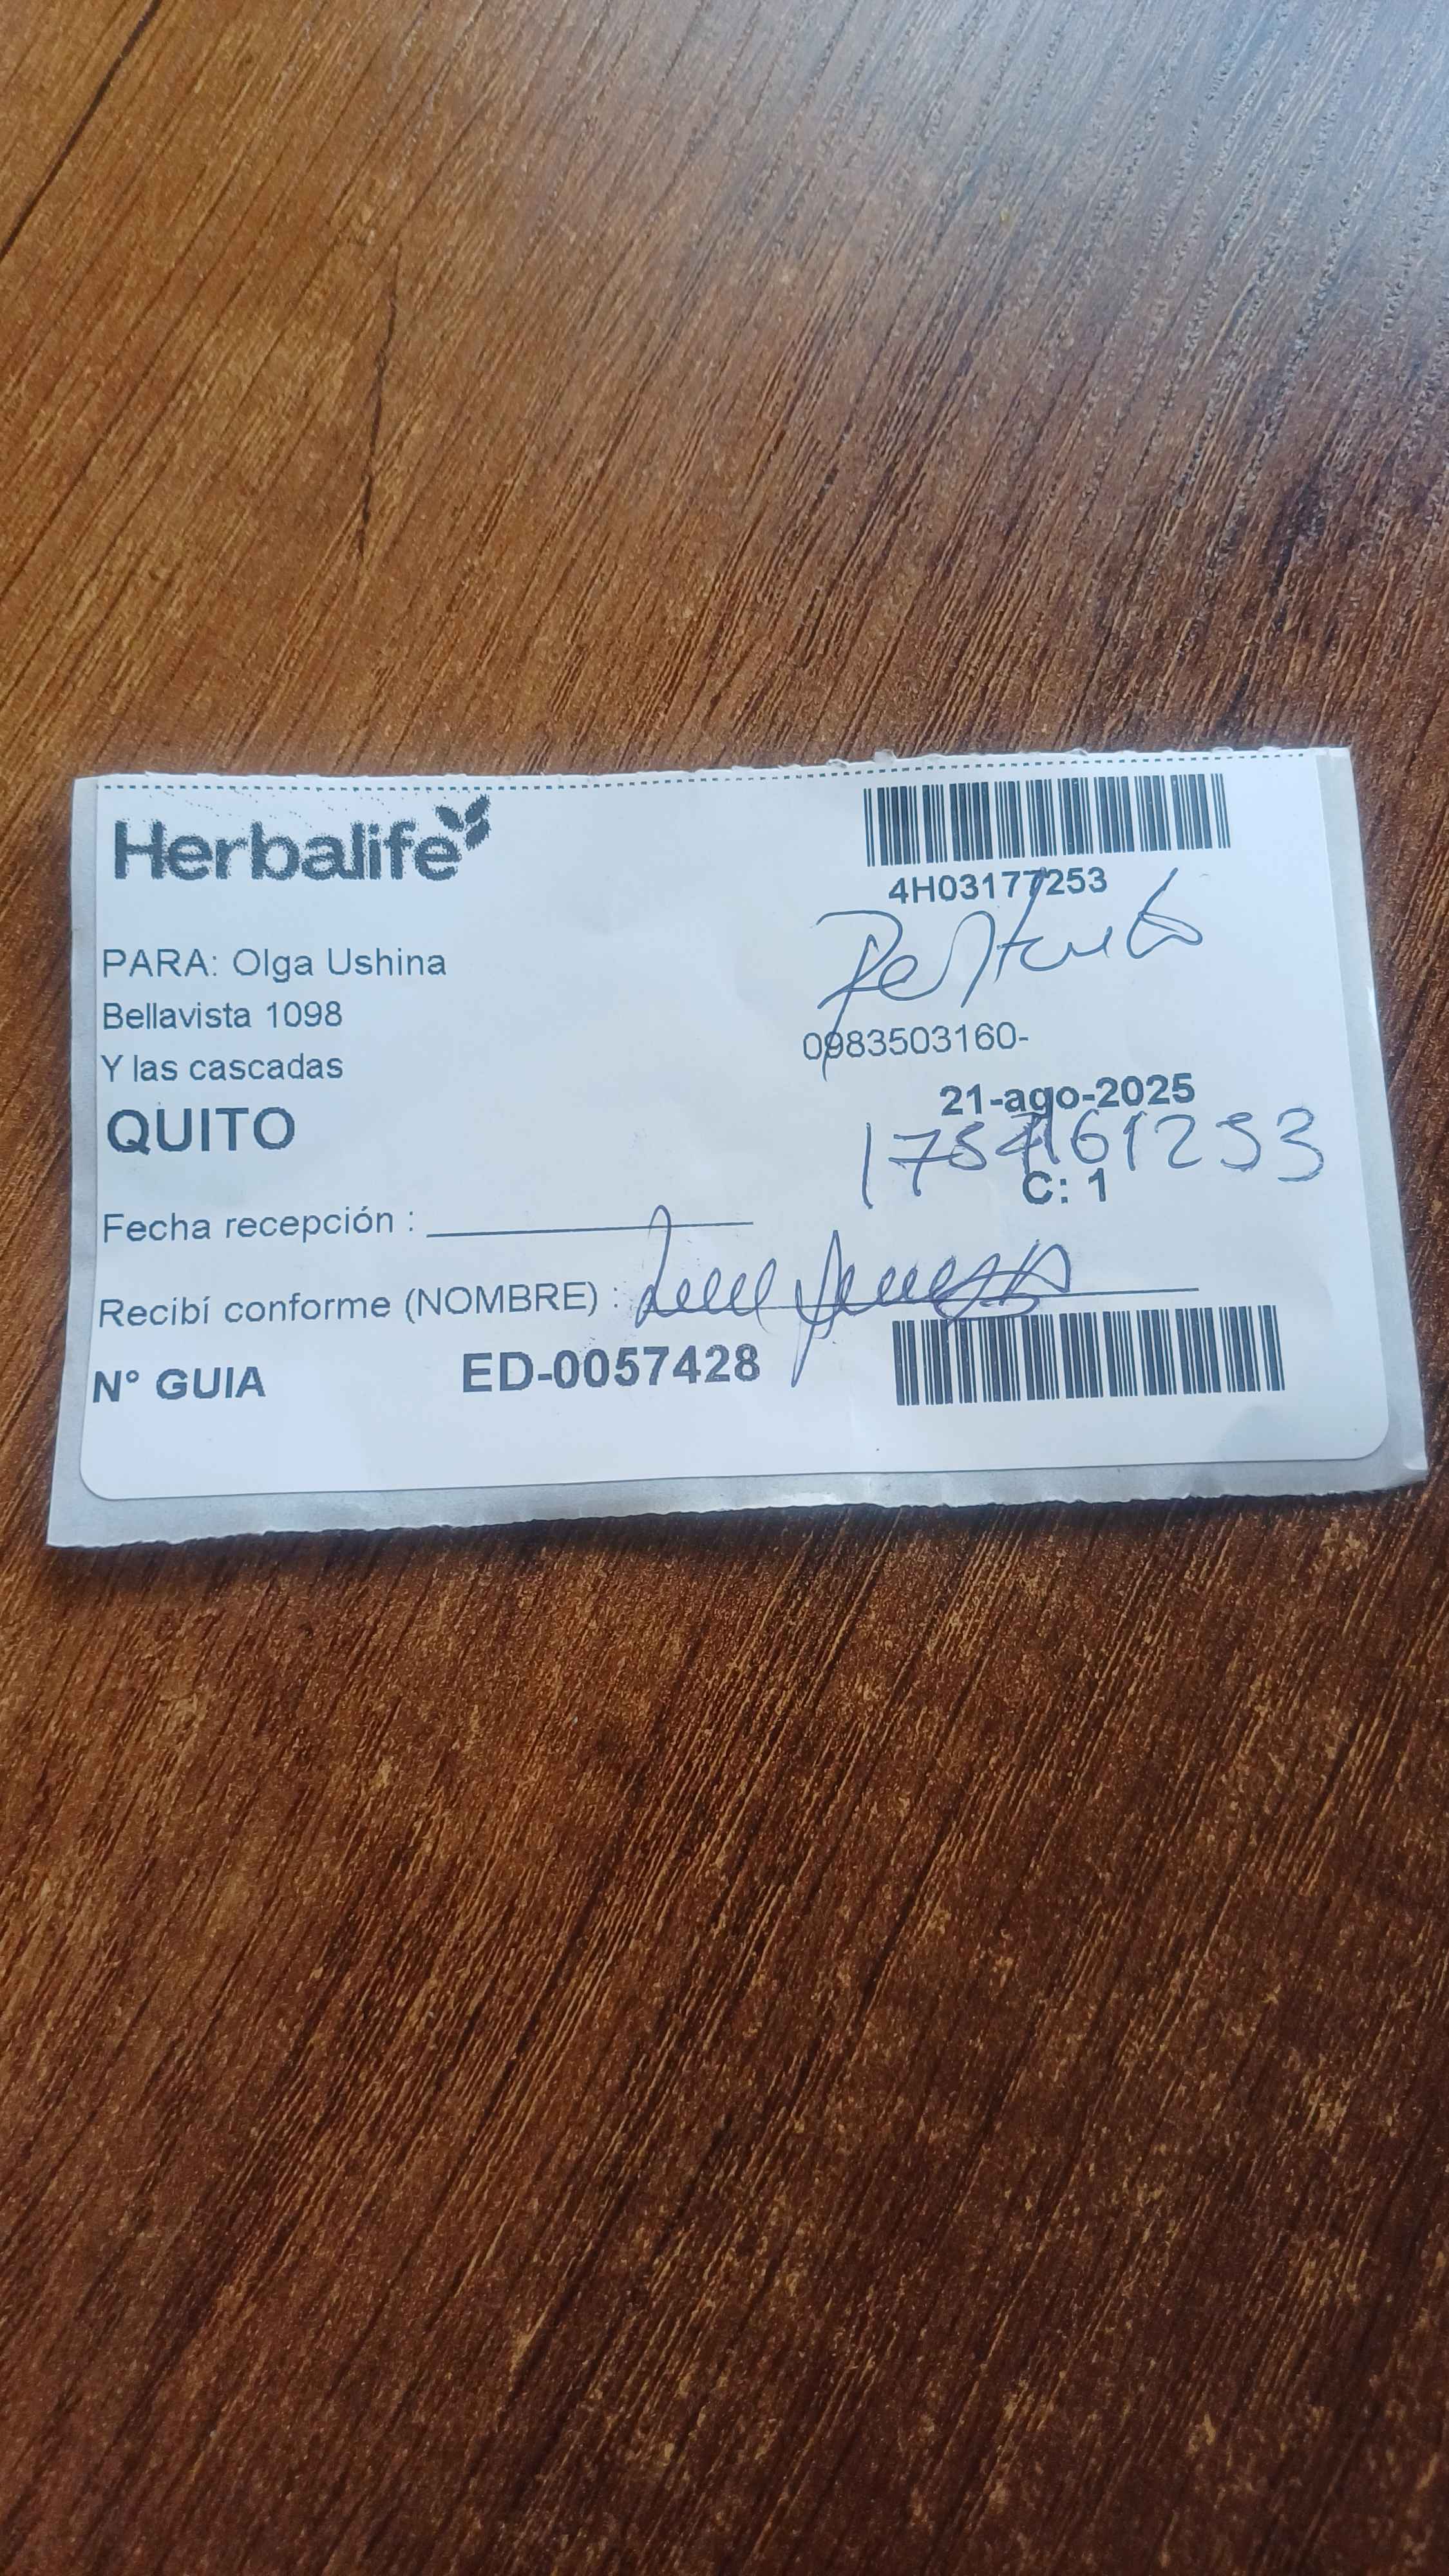 Herbalife
4H03177253
PARA: Olga Ushina
Bellavista 1098
0983503160-
Y las cascadas
21-ago-2025
QUITO
C: 1
Fecha recepción :
Recibí conforme (NOMBRE) :
N° GUIA ED-0057428